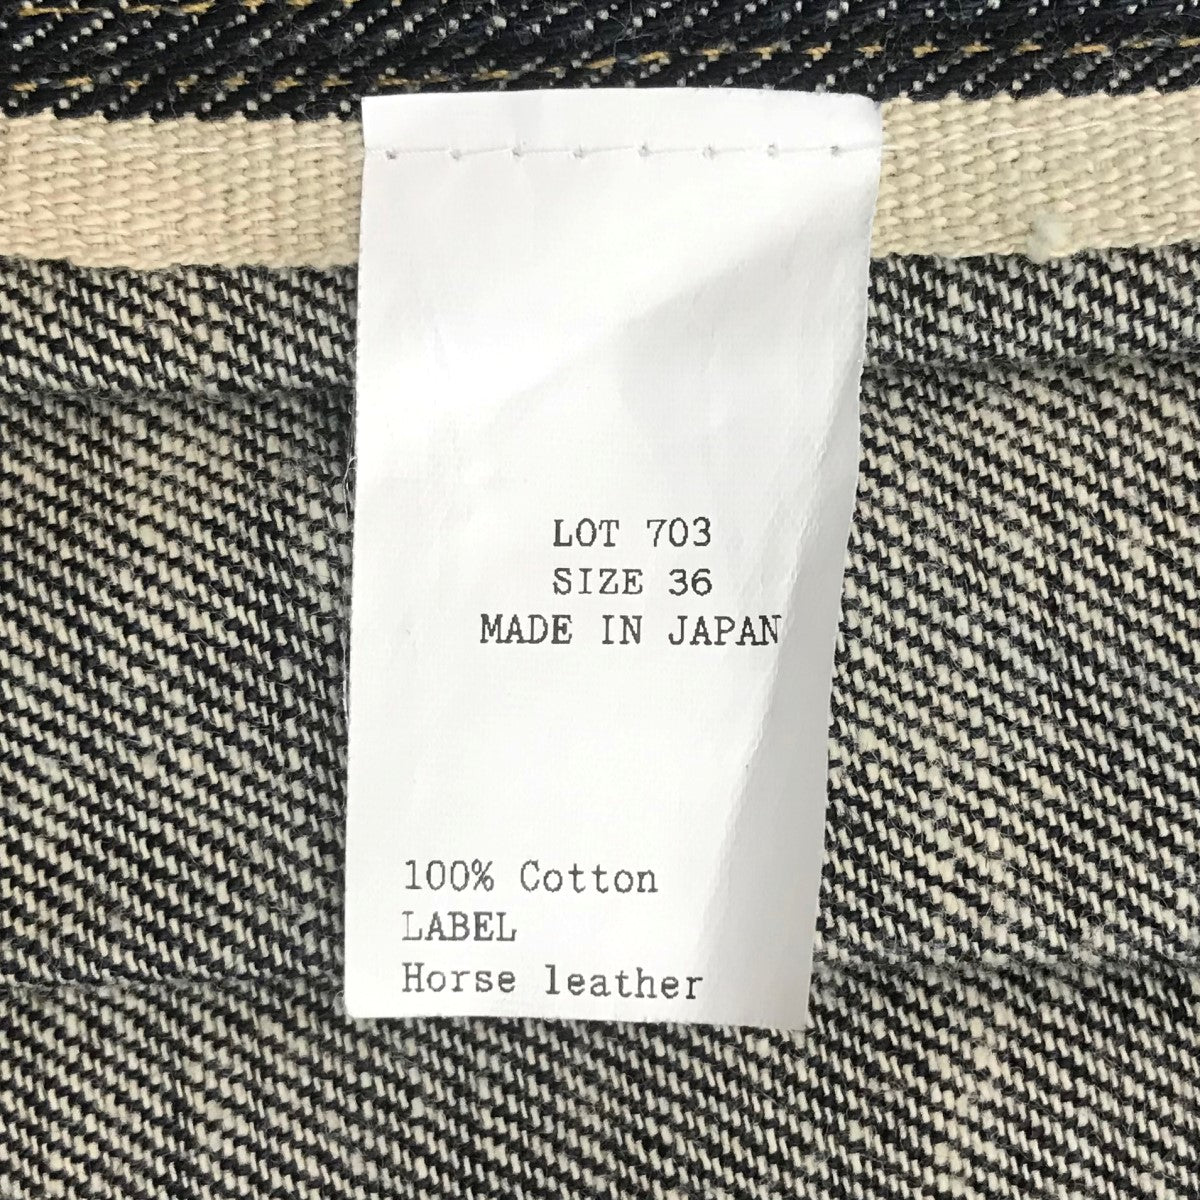 LOT 703
SIZE 36
MADE IN JAPAN
100% Cotton
LABEL
Horse leather